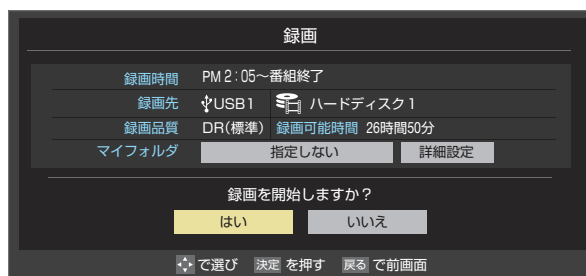 録画
録画時間 PM 2:05～番組終了
録画先 USB1 ハードディスク1
録画品質 DR(標準) 録画可能時間 26時間50分
マイフォルダ 指定しない 詳細設定
録画を開始しますか？
はい いいえ
で選び 決定 を押す 戻る で前画面